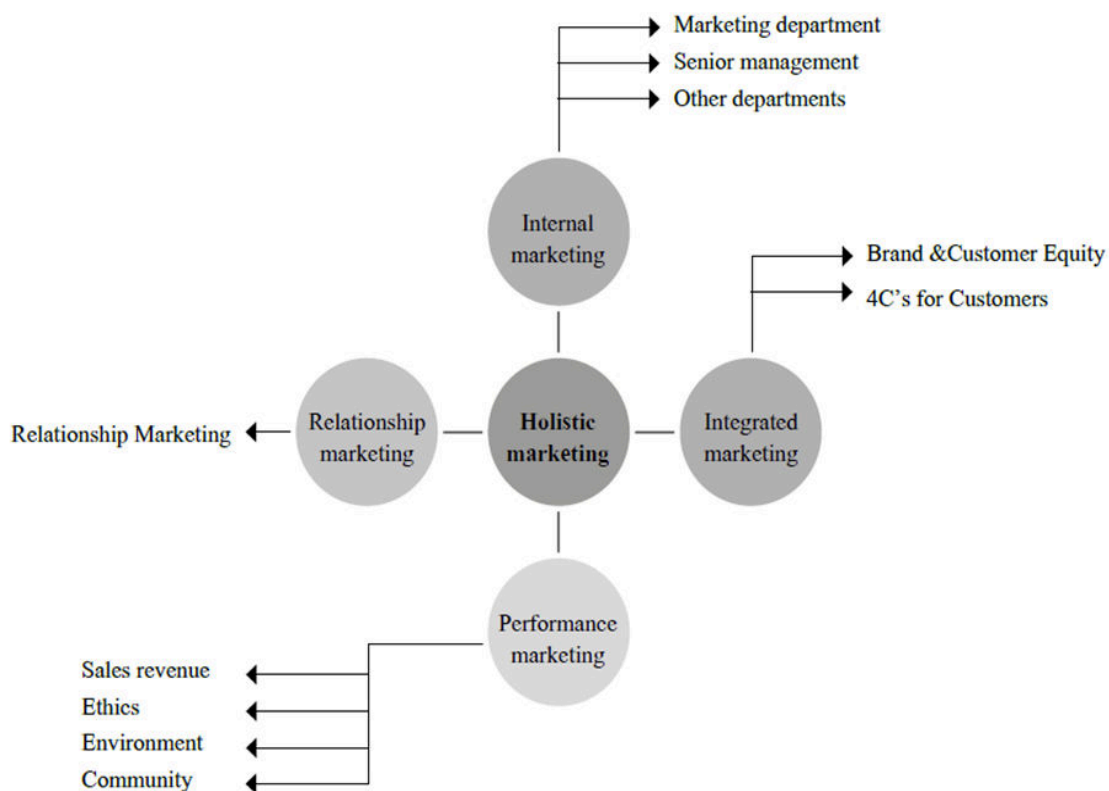 Marketing department
Senior management
Other departments
Internal
marketing
Brand &Customer Equity
4C’s for Customers
Relationship Marketing
Relationship
marketing
Holistic
marketing
Integrated
marketing
Performance
marketing
Sales revenue
Ethics
Environment
Community